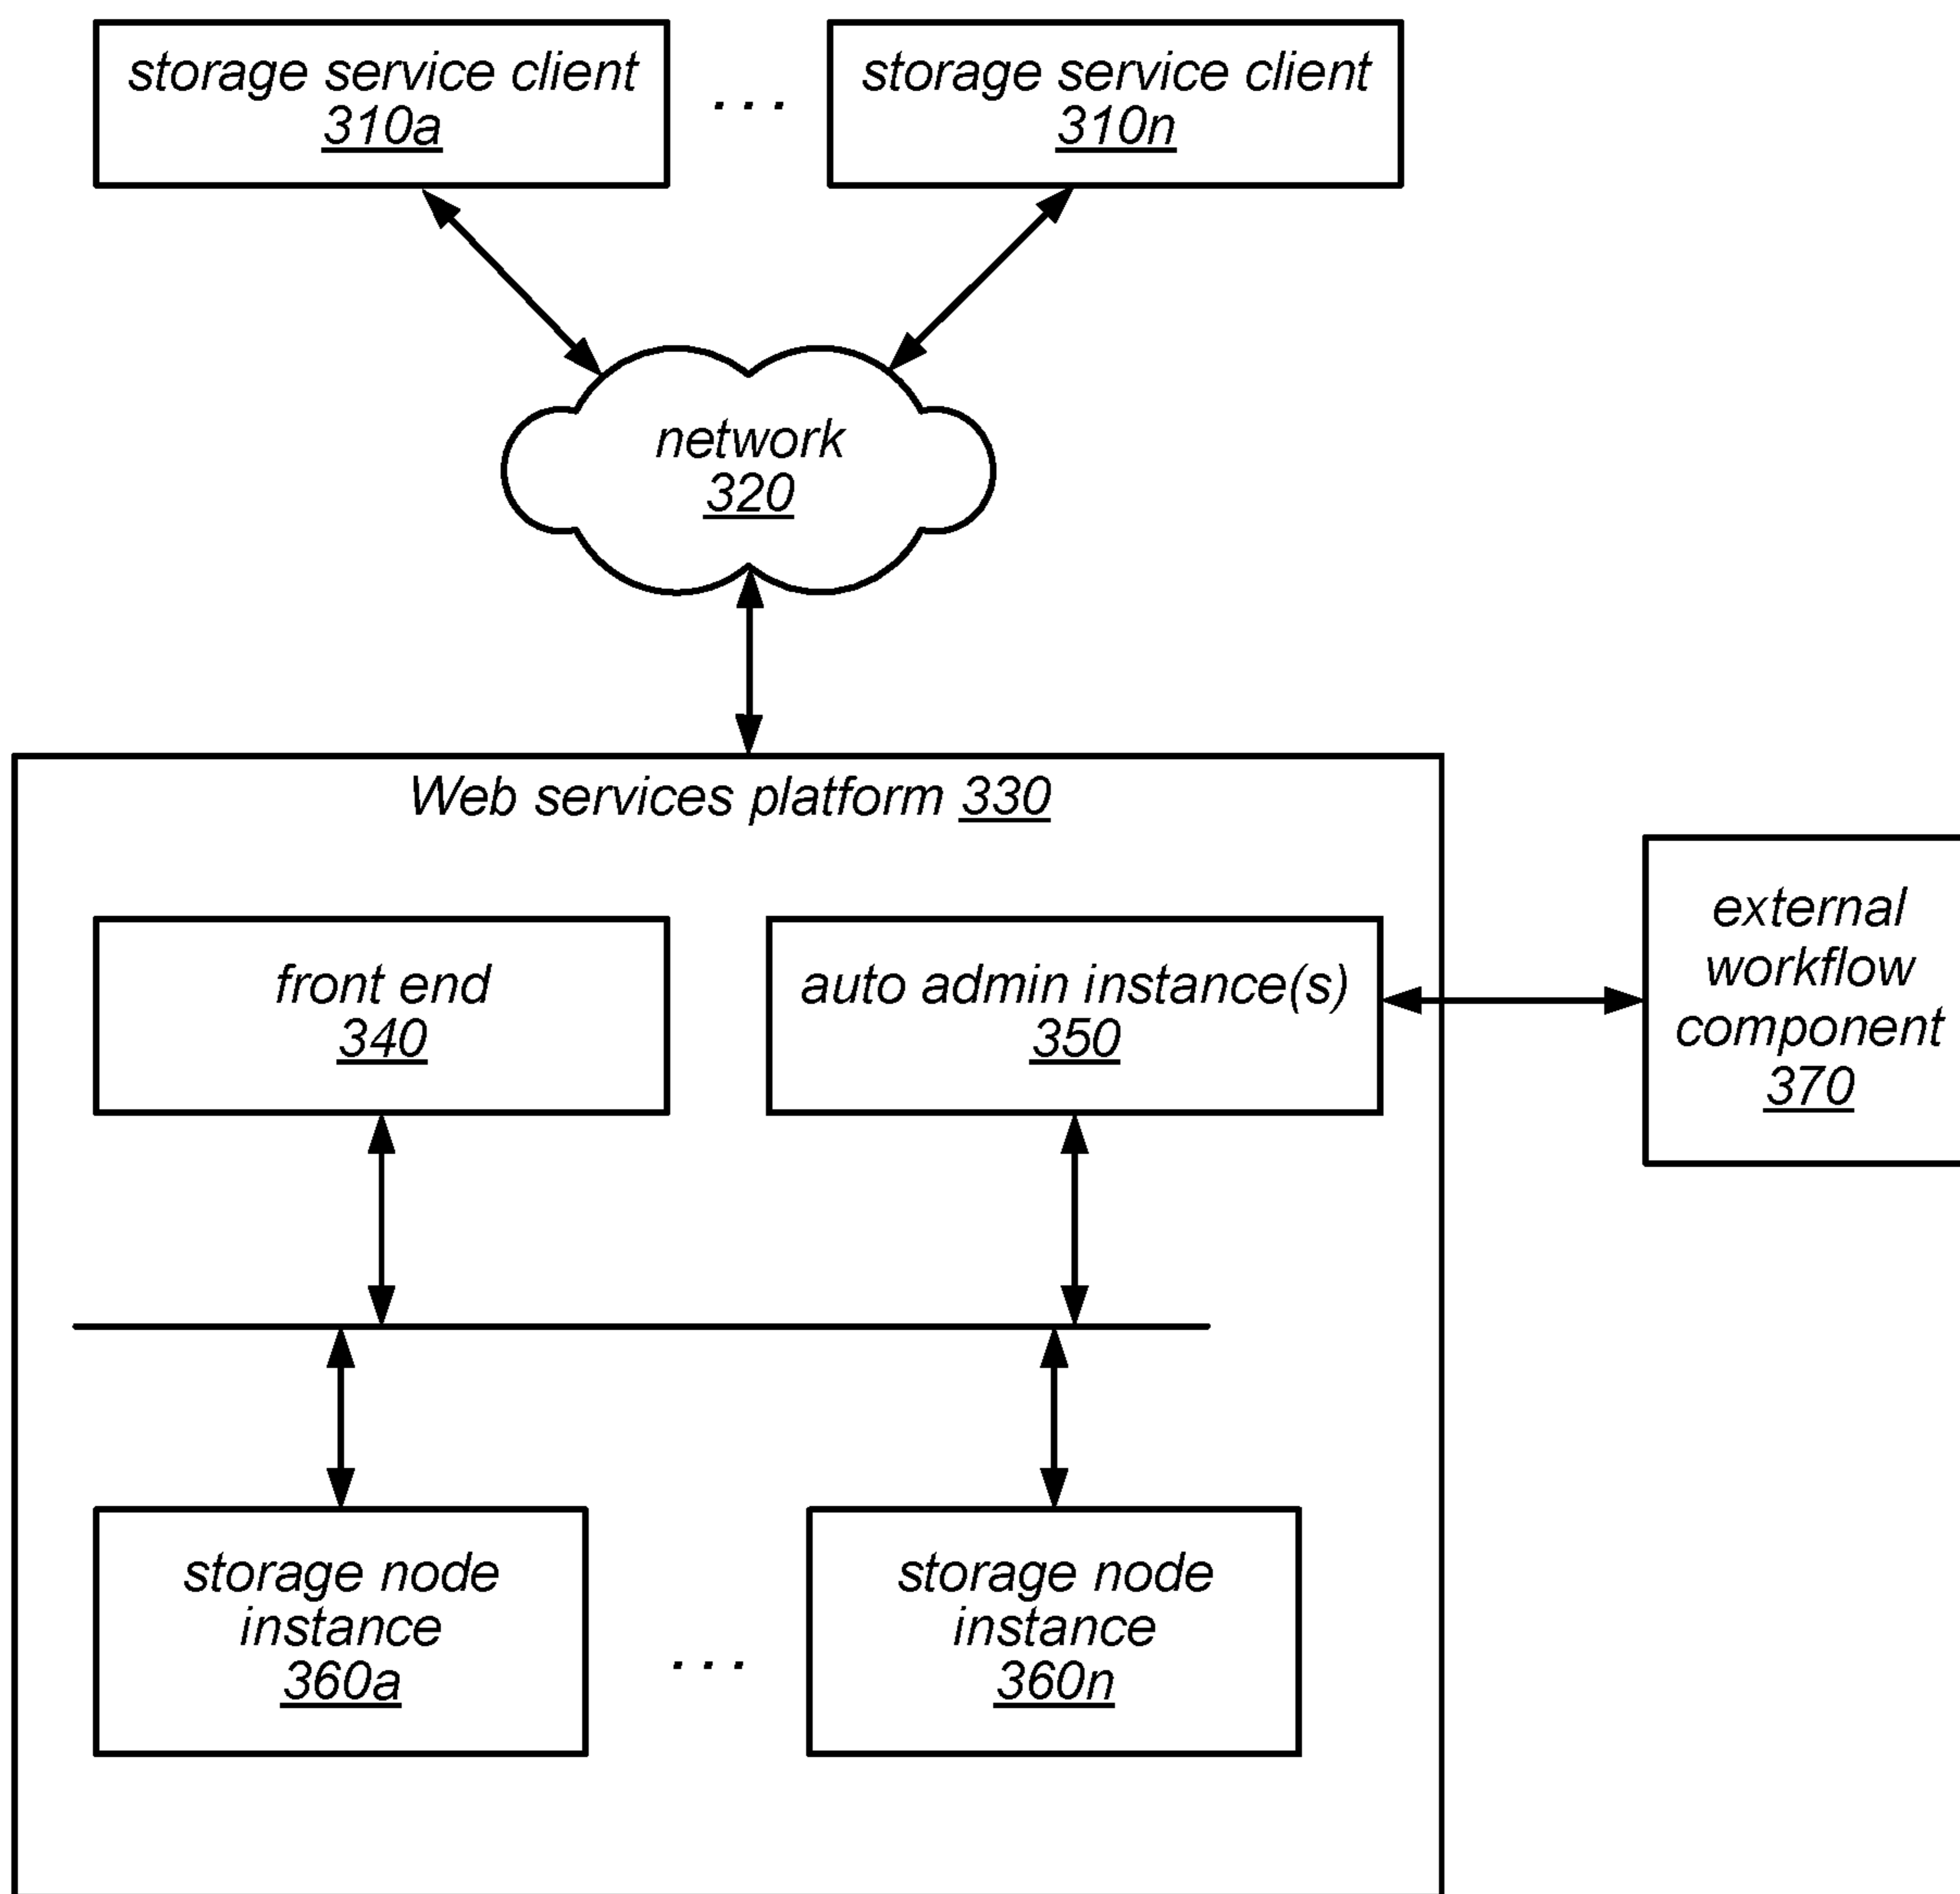 storage service client
310a
...
storage service client
310n
network
320
Web services platform 330
front end
340
auto admin instance(s)
350
external
workflow
component
370
storage node
instance
360a
...
storage node
instance
360n